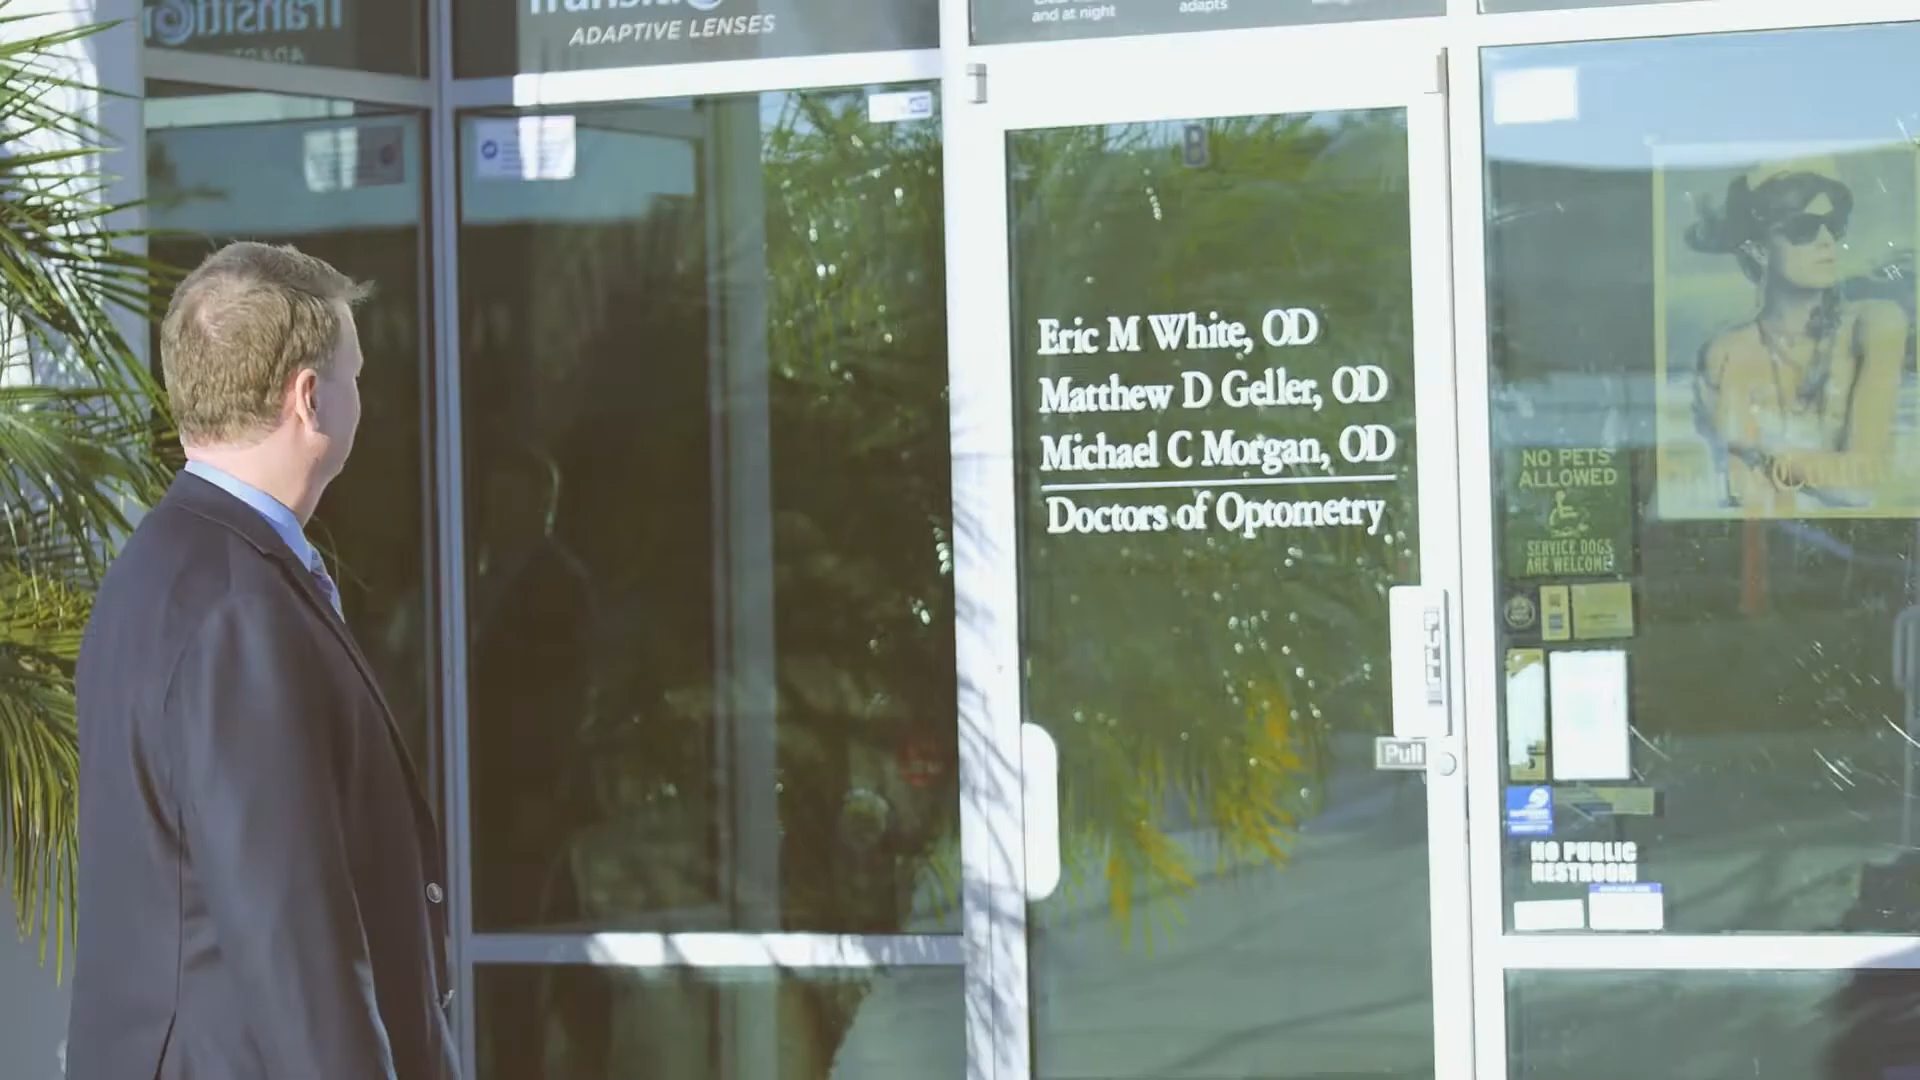 ADAPTIVE LENSES
and at night
adapts
B
Eric M White, OD
Matthew D Geller, OD
Michael C Morgan, OD
Doctors of Optometry
PULL
Pull
NO PETS
ALLOWED
SERVICE DOGS
ARE WELCOME
NO PUBLIC
RESTROOM